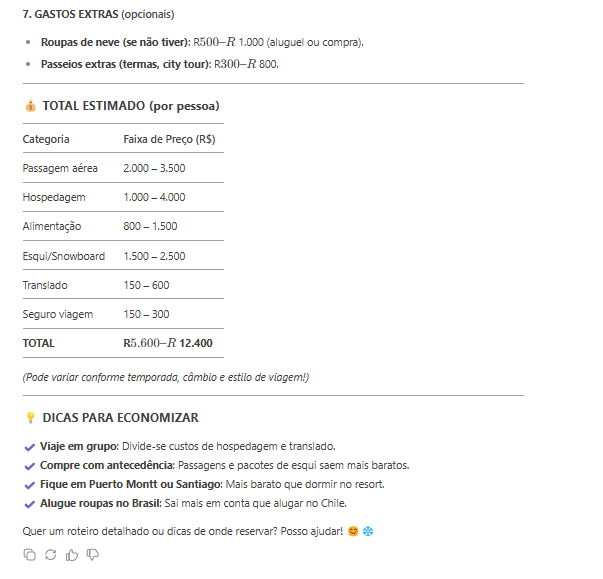 7. GASTOS EXTRAS (opcionais)
Roupas de neve (se não tiver): R500–R 1.000 (aluguel ou compra).
Passeios extras (termas, city tour): R300–R 800.
💰 TOTAL ESTIMADO (por pessoa)
Categoria Faixa de Preço (R$)
Passagem aérea 2.000 – 3.500
Hospedagem 1.000 – 4.000
Alimentação 800 – 1.500
Esqui/Snowboard 1.500 – 2.500
Translado 150 – 600
Seguro viagem 150 – 300
TOTAL R5.600–R 12.400
(Pode variar conforme temporada, câmbio e estilo de viagem!)
💡 DICAS PARA ECONOMIZAR
✔ Viaje em grupo: Divide-se custos de hospedagem e translado.
✔ Compre com antecedência: Passagens e pacotes de esqui saem mais baratos.
✔ Fique em Puerto Montt ou Santiago: Mais barato que dormir no resort.
✔ Alugue roupas no Brasil: Sai mais em conta que alugar no Chile.
Quer um roteiro detalhado ou dicas de onde reservar? Posso ajudar! 😊❄️